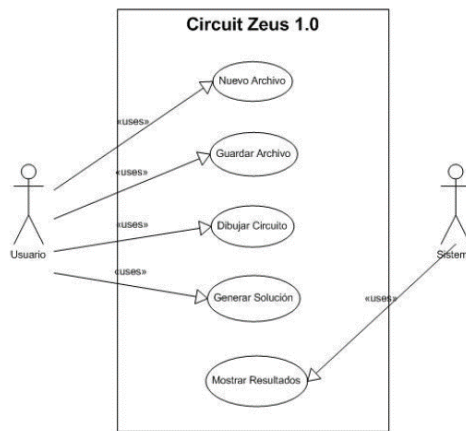 Circuit Zeus 1.0
Nuevo Archivo
«uses»
Guardar Archivo
«uses»
Usuario
Dibujar Circuito
«uses»
Sistema
Generar Solución
«uses»
«uses»
Mostrar Resultados